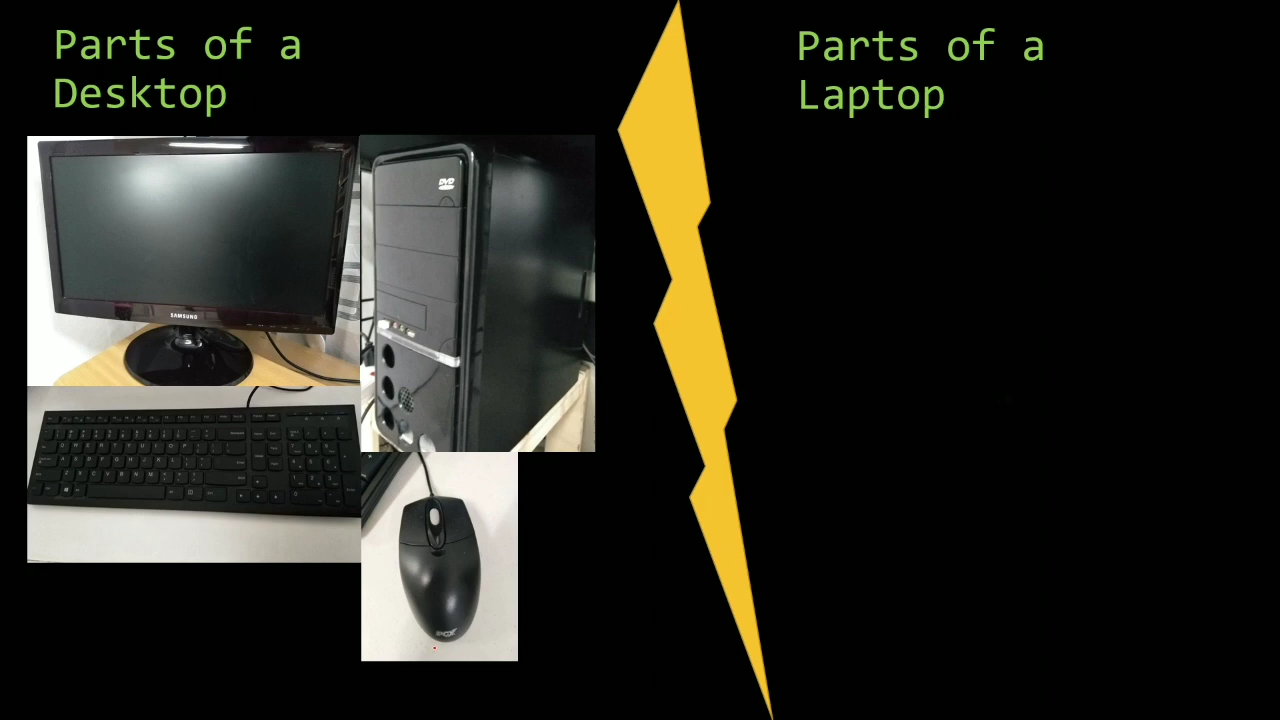 Parts of a
Desktop
Parts of a
Laptop
DVD
SAMSUNG